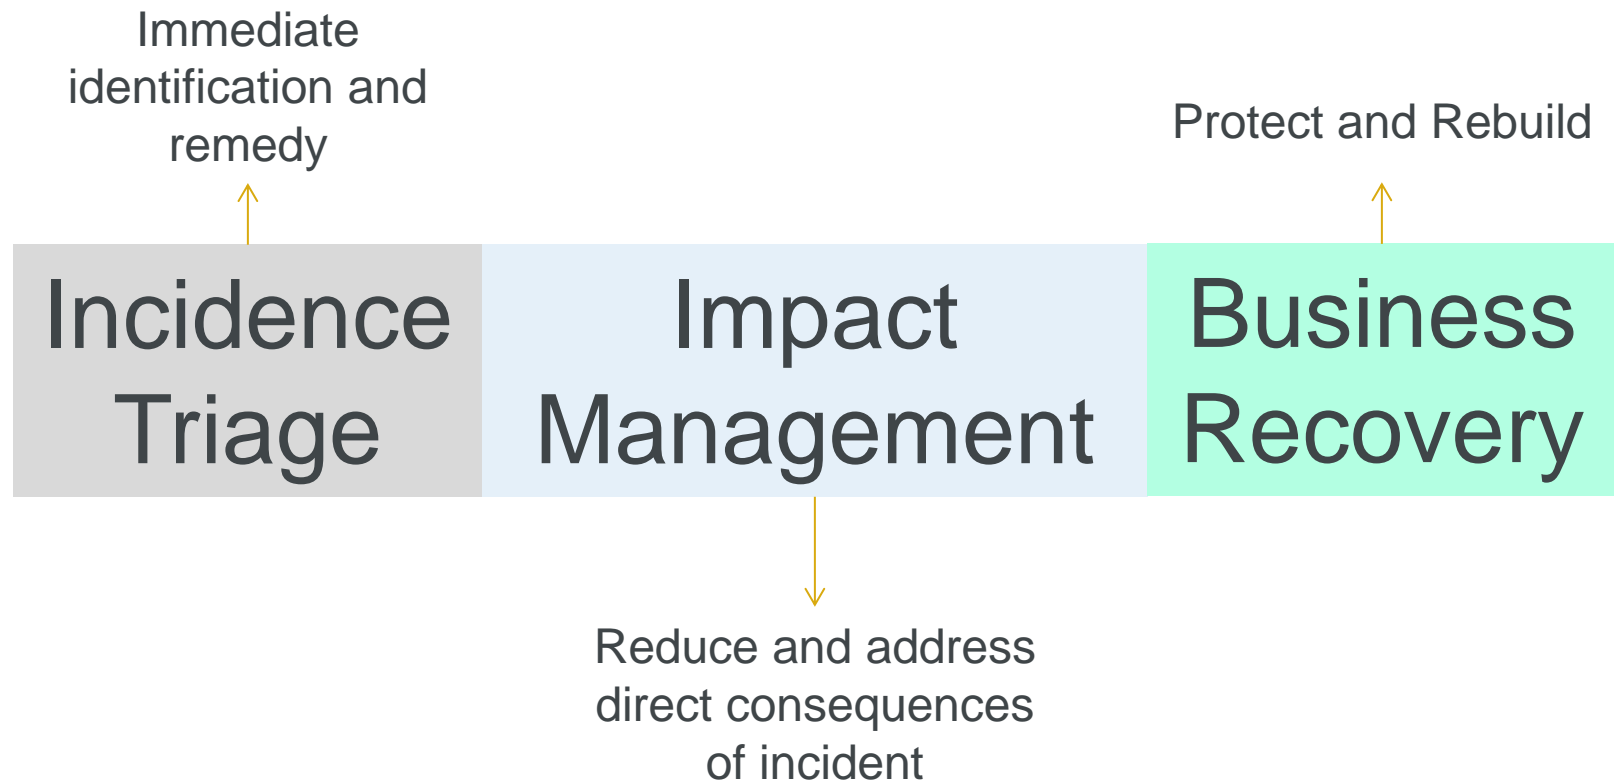 Immediate
identification and
remedy
Protect and Rebuild
Incidence
Triage
Impact
Management
Business
Recovery
Reduce and address
direct consequences
of incident